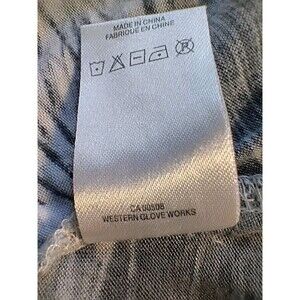 MADE IN CHINA
FABRIQUÉ EN CHINE
CA 00508
WESTERN GLOVE WORKS